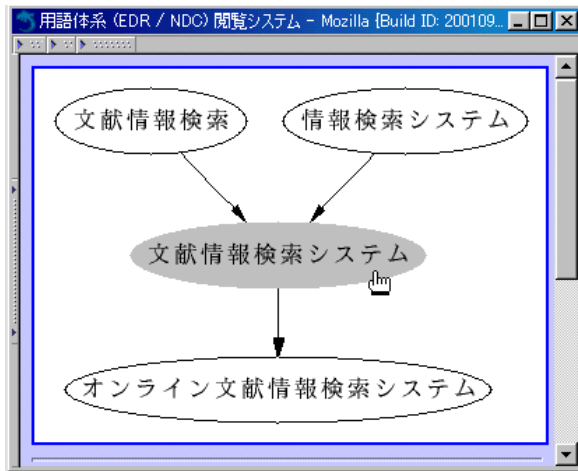 用語体系 (EDR / NDC) 閲覧システム - Mozilla {Build ID: 200109...
文献情報検索
情報検索システム
文献情報検索システム
オンライン文献情報検索システム